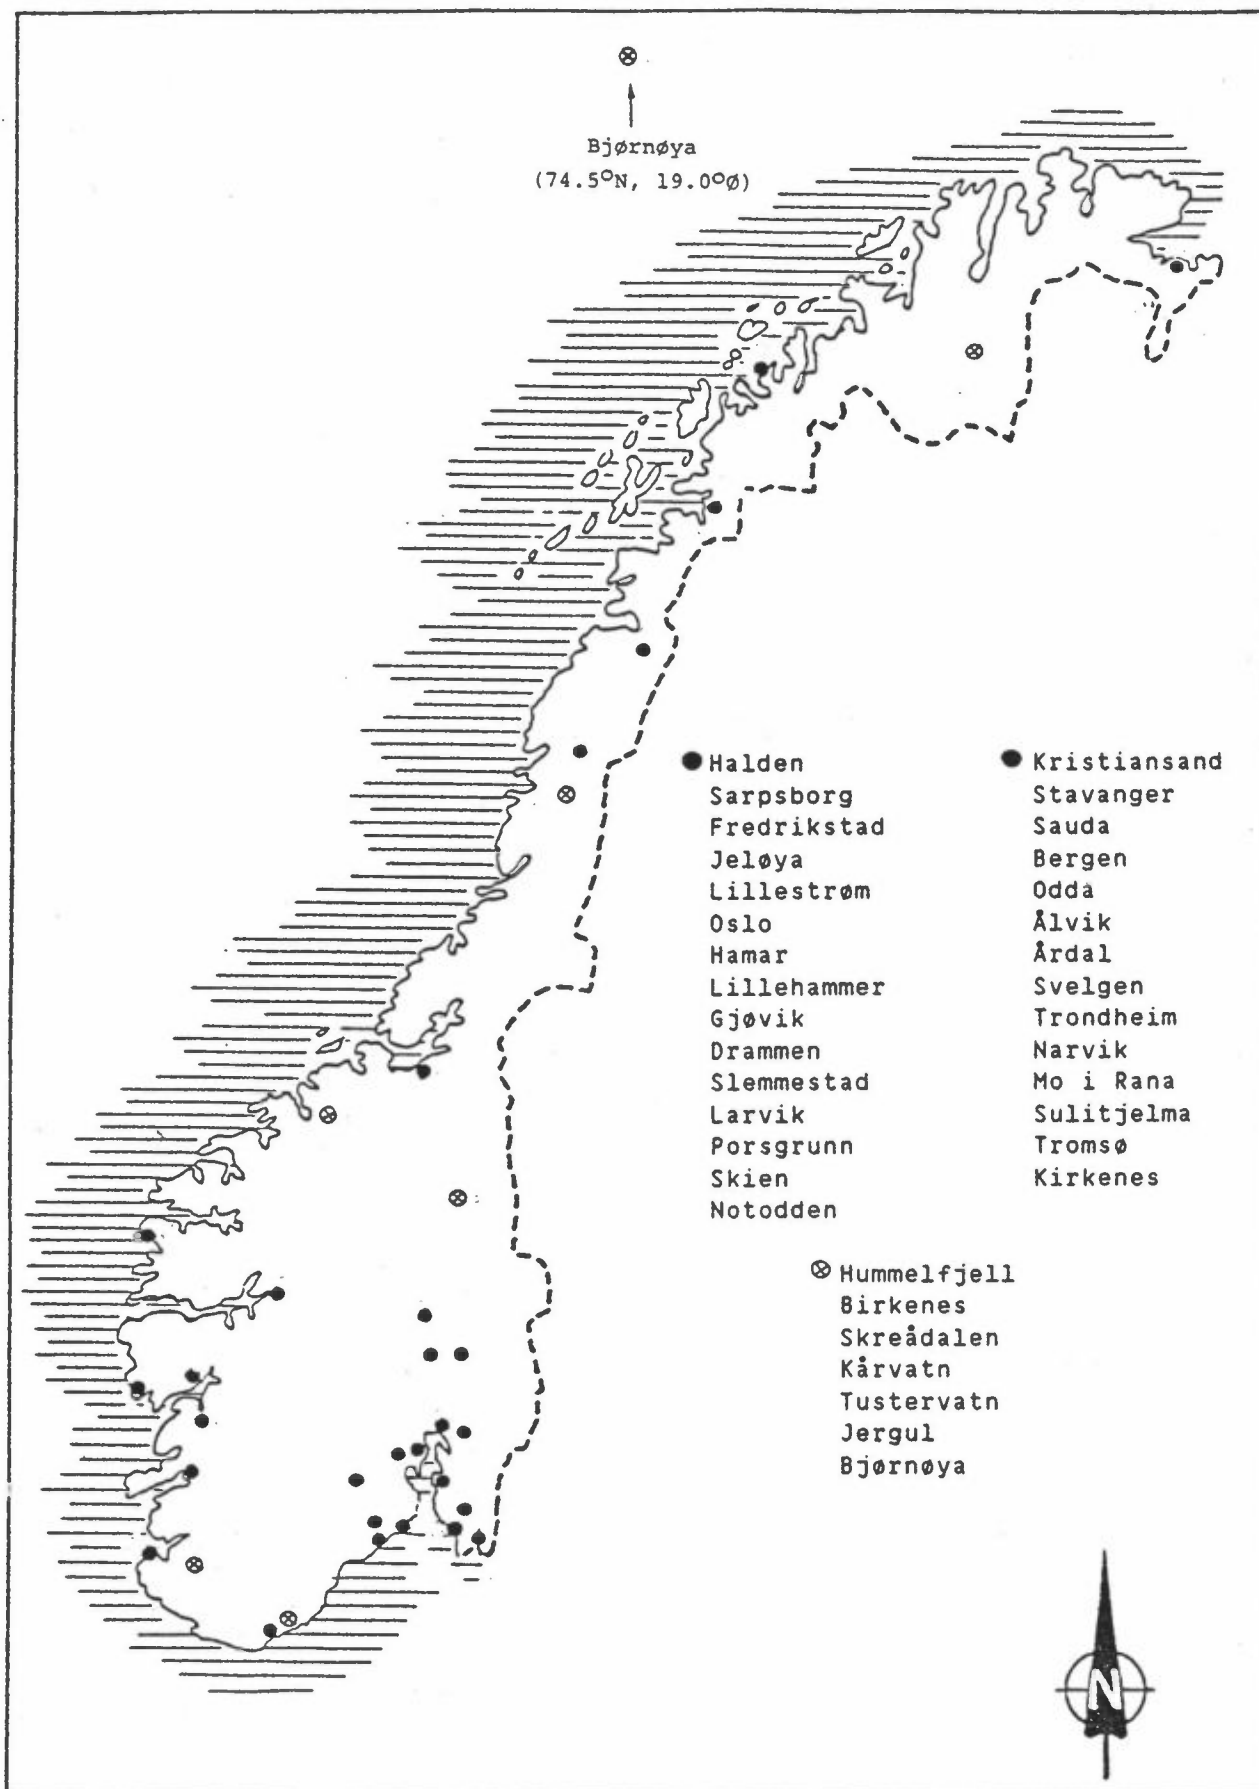 Bjørnøya
(74.5°N, 19.0°Ø)
Halden
Sarpsborg
Fredrikstad
Jeløya
Lillestrøm
Oslo
Hamar
Lillehammer
Gjøvik
Drammen
Slemmestad
Larvik
Porsgrunn
Skien
Notodden
Kristiansand
Stavanger
Sauda
Bergen
Odda
Ålvik
Årdal
Svelgen
Trondheim
Narvik
Mo i Rana
Sulitjelma
Tromsø
Kirkenes
Hummelfjell
Birkenes
Skreådalen
Kårvatn
Tustervatn
Jergul
Bjørnøya
N